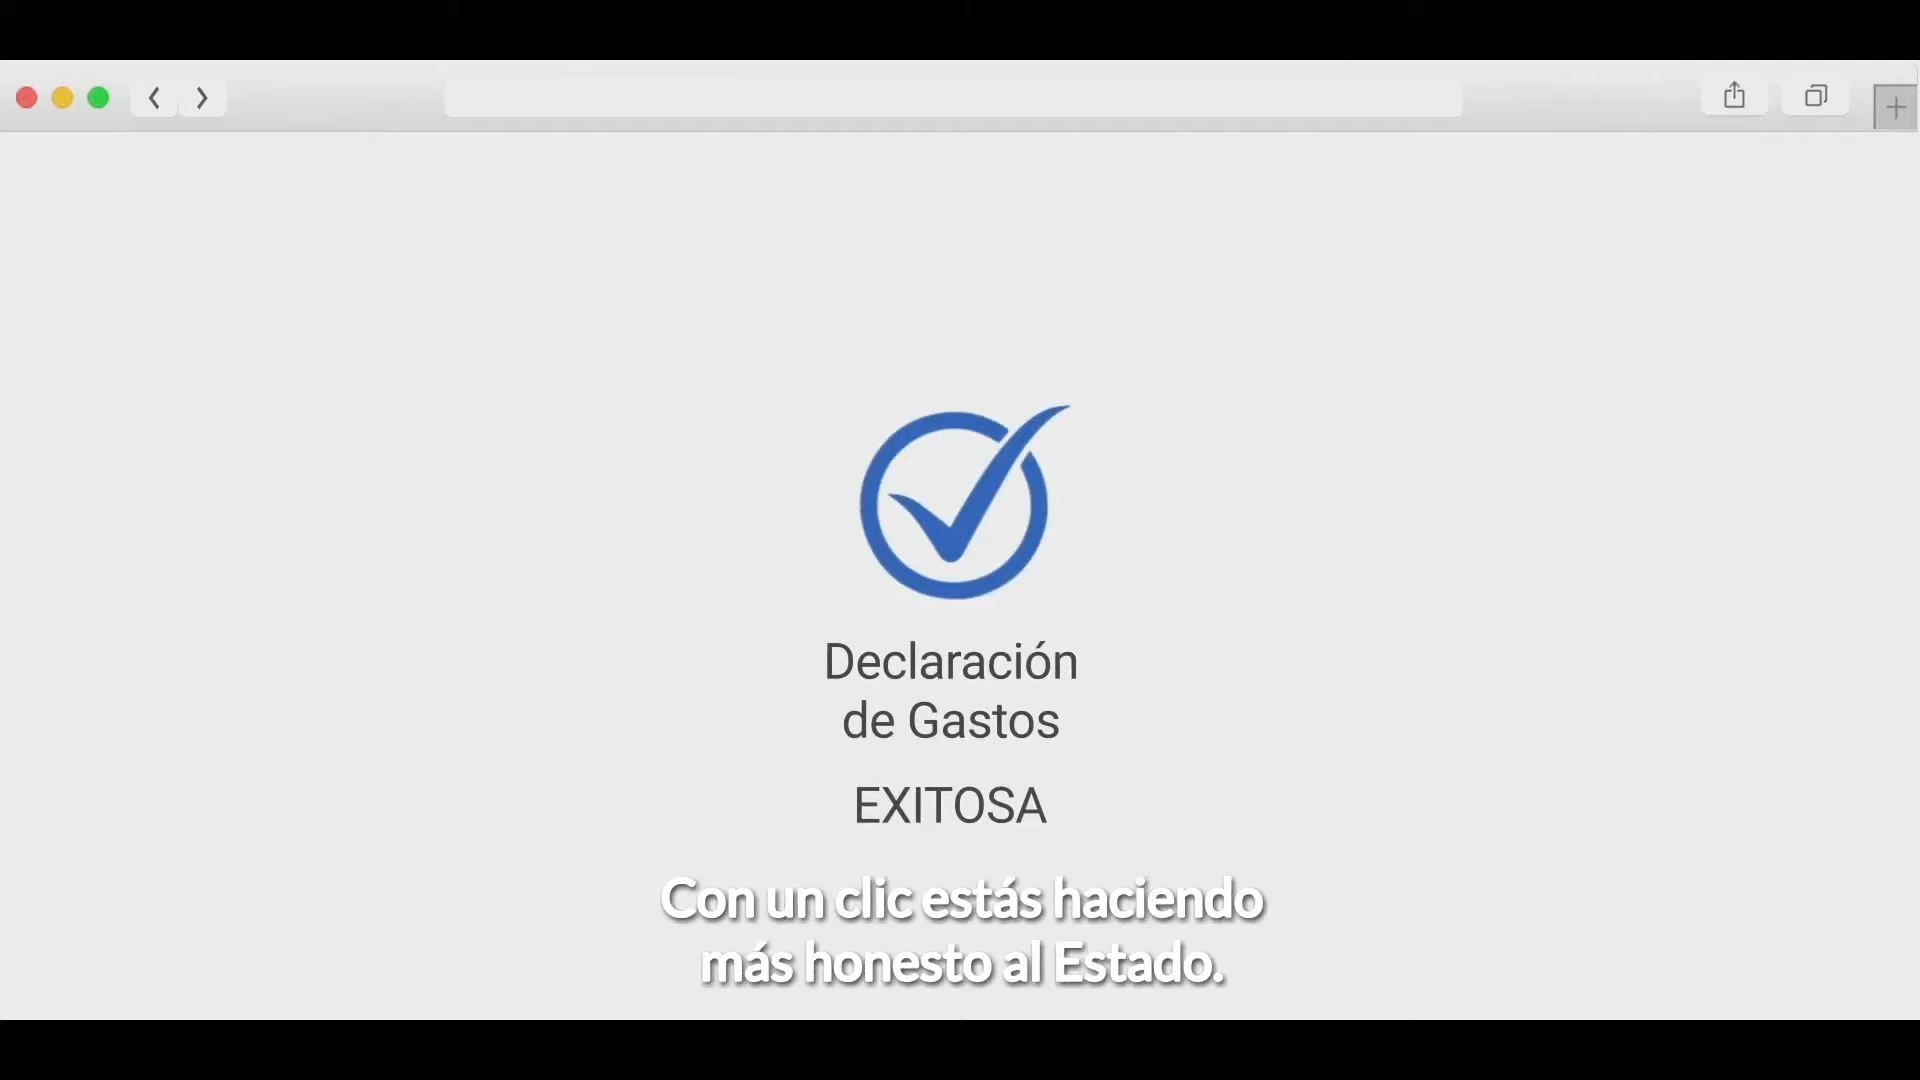 Declaración
de Gastos
EXITOSA
Con un clic estás haciendo
más honesto al Estado.